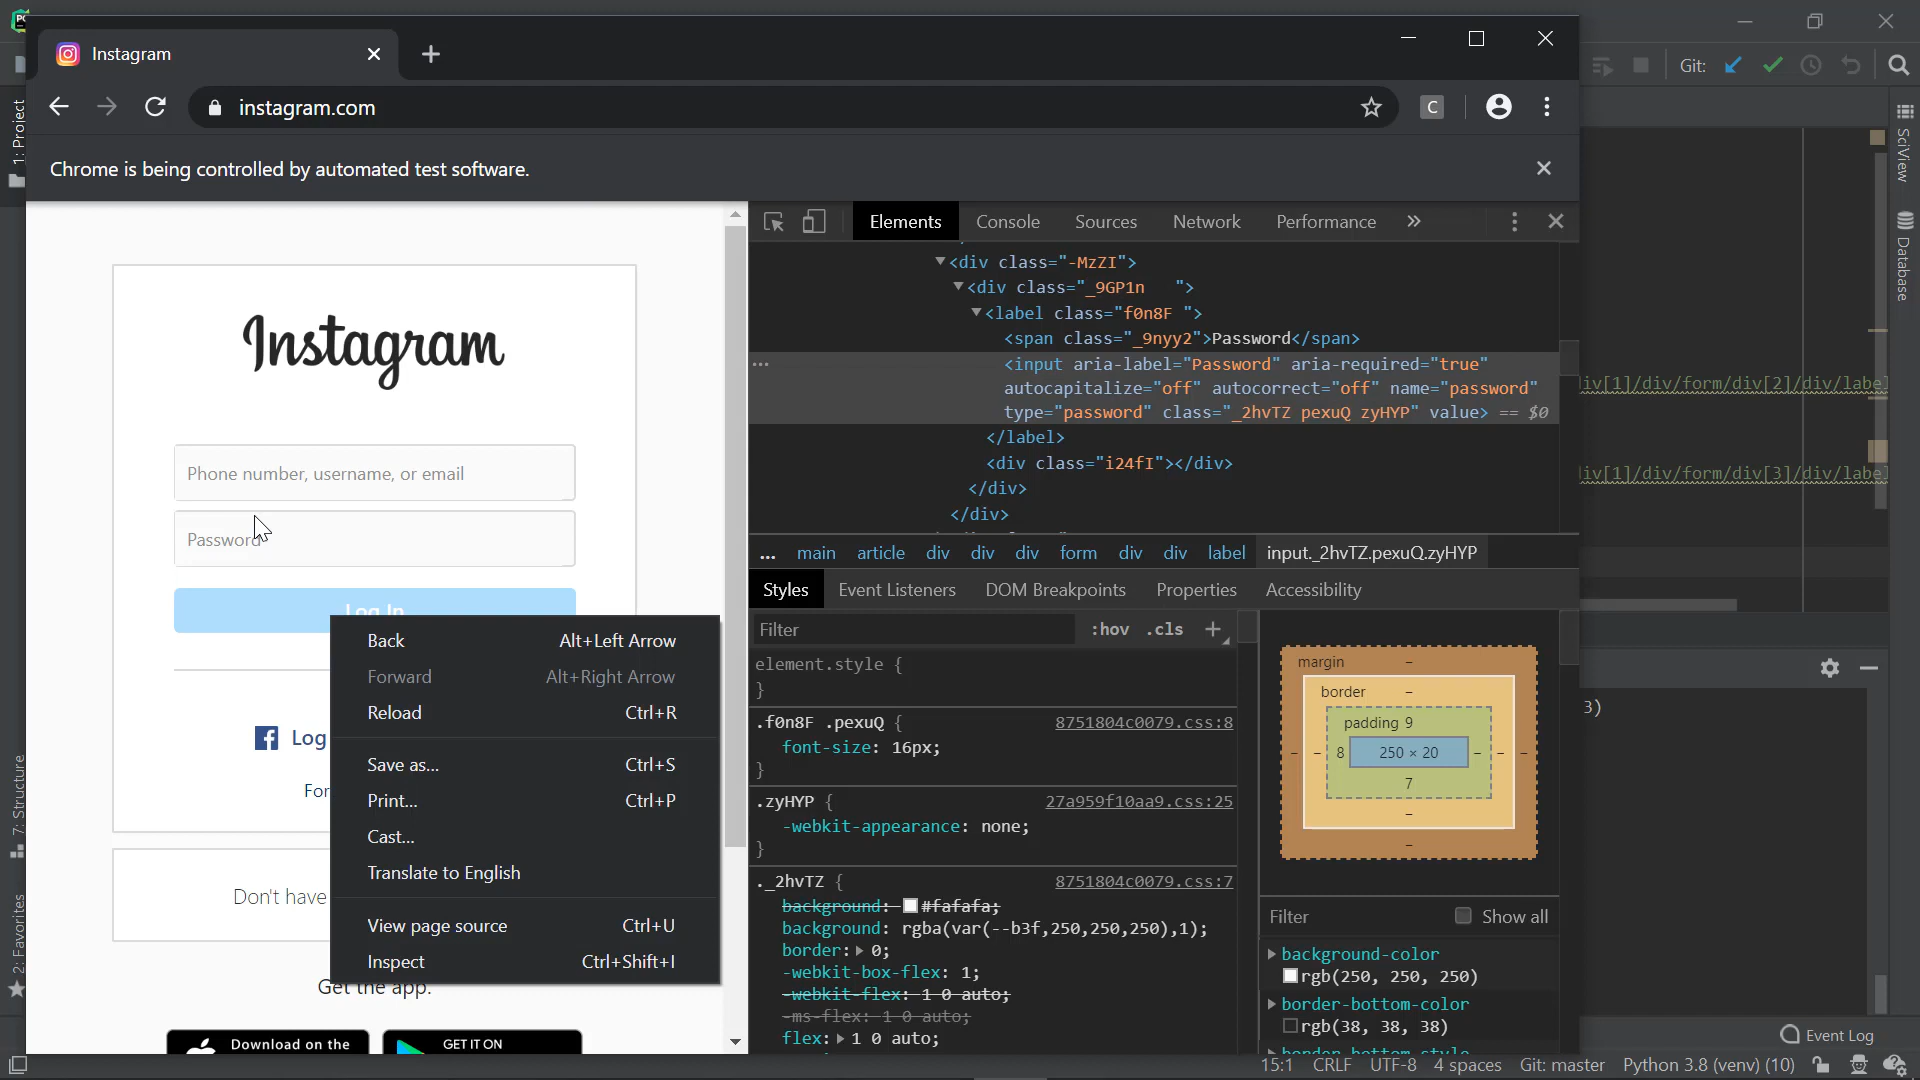 PC
Instagram
instagram.com
C
Git:
Chrome is being controlled by automated test software.
1: Project
7: Structure
2: Favorites
SciView
Database
Instagram
Phone number, username, or email
Password
Log In
Log
For
Don't have
Get the app.
Download on the
GET IT ON
Back Alt+Left Arrow
Forward Alt+Right Arrow
Reload Ctrl+R
Save as... Ctrl+S
Print... Ctrl+P
Cast...
Translate to English
View page source Ctrl+U
Inspect Ctrl+Shift+I
Elements Console Sources Network Performance »
<div class="-MzZI">
<div class="_9GP1n   ">
<label class="f0n8F ">
<span class="_9nyy2">Password</span>
... <input aria-label="Password" aria-required="true"
autocapitalize="off" autocorrect="off" name="password"
type="password" class="_2hvTZ pexuQ zyHYP" value> == $0
</label>
<div class="i24fI"></div>
</div>
</div>
... main article div div div form div div label input._2hvTZ.pexuQ.zyHYP
Styles Event Listeners DOM Breakpoints Properties Accessibility
Filter :hov .cls +
element.style {
}
.f0n8F .pexuQ { 8751804c0079.css:8
font-size: 16px;
}
.zyHYP { 27a959f10aa9.css:25
-webkit-appearance: none;
}
._2hvTZ { 8751804c0079.css:7
background: #fafafa;
background: rgba(var(--b3f,250,250,250),1);
border: 0;
-webkit-box-flex: 1;
-webkit-flex: 1 0 auto;
-ms-flex: 1 0 auto;
flex: 1 0 auto;
margin –
border –
padding 9
– – 8 250 × 20 – – –
7
–
–
Filter Show all
background-color
rgb(250, 250, 250)
border-bottom-color
rgb(38, 38, 38)
border-bottom-style
iv[1]/div/form/div[2]/div/label
iv[1]/div/form/div[3]/div/label
3)
Event Log
15:1 CRLF UTF-8 4 spaces Git: master Python 3.8 (venv) (10)